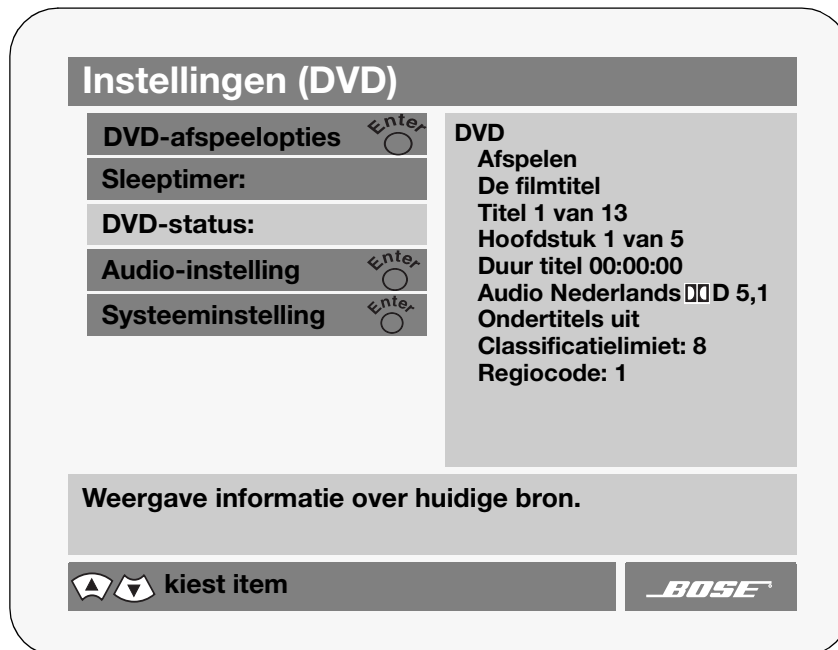 Instellingen (DVD)
DVD-afspeelopties Enter
Sleeptimer:
DVD-status:
Audio-instelling Enter
Systeeminstelling Enter
DVD
Afspelen
De filmtitel
Titel 1 van 13
Hoofdstuk 1 van 5
Duur titel 00:00:00
Audio Nederlands D 5,1
Ondertitels uit
Classificatielimiet: 8
Regiocode: 1
Weergave informatie over huidige bron.
kiest item
BOSE